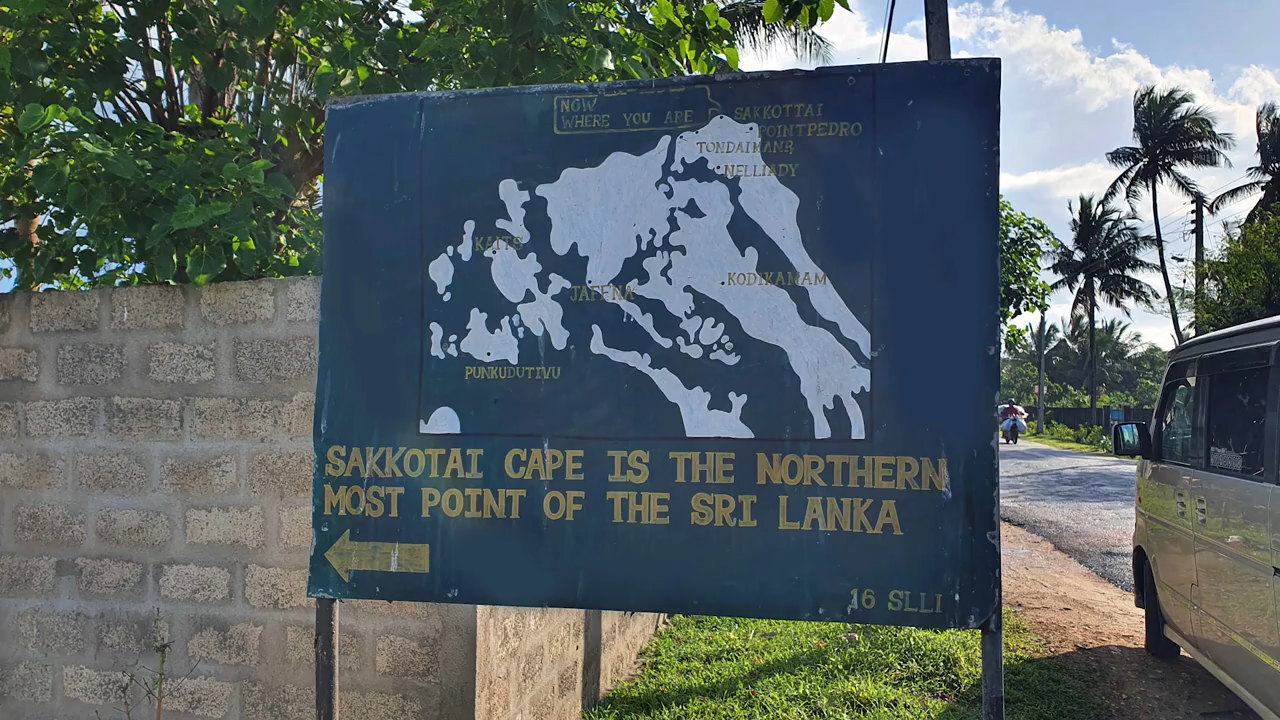 NOW
WHERE YOU ARE
SAKKOTTAI
POINTPEDRO
TONDAIMANR
NELLIADY
KAITS
KODIKAMAM
JAFFNA
PUNKUDUTIVU
SAKKOTAI CAPE IS THE NORTHERN
MOST POINT OF THE SRI LANKA
16 SLLI